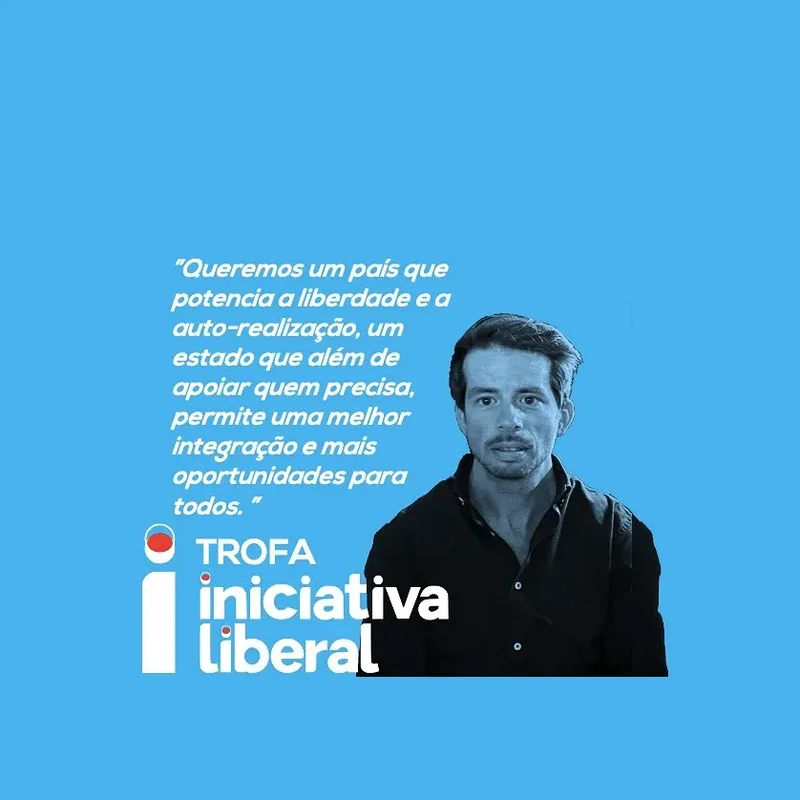 "Queremos um país que
potencia a liberdade e a
auto-realização, um
estado que além de
apoiar quem precisa,
permite uma melhor
integração e mais
oportunidades para
todos. "
TROFA
iniciativa
liberal